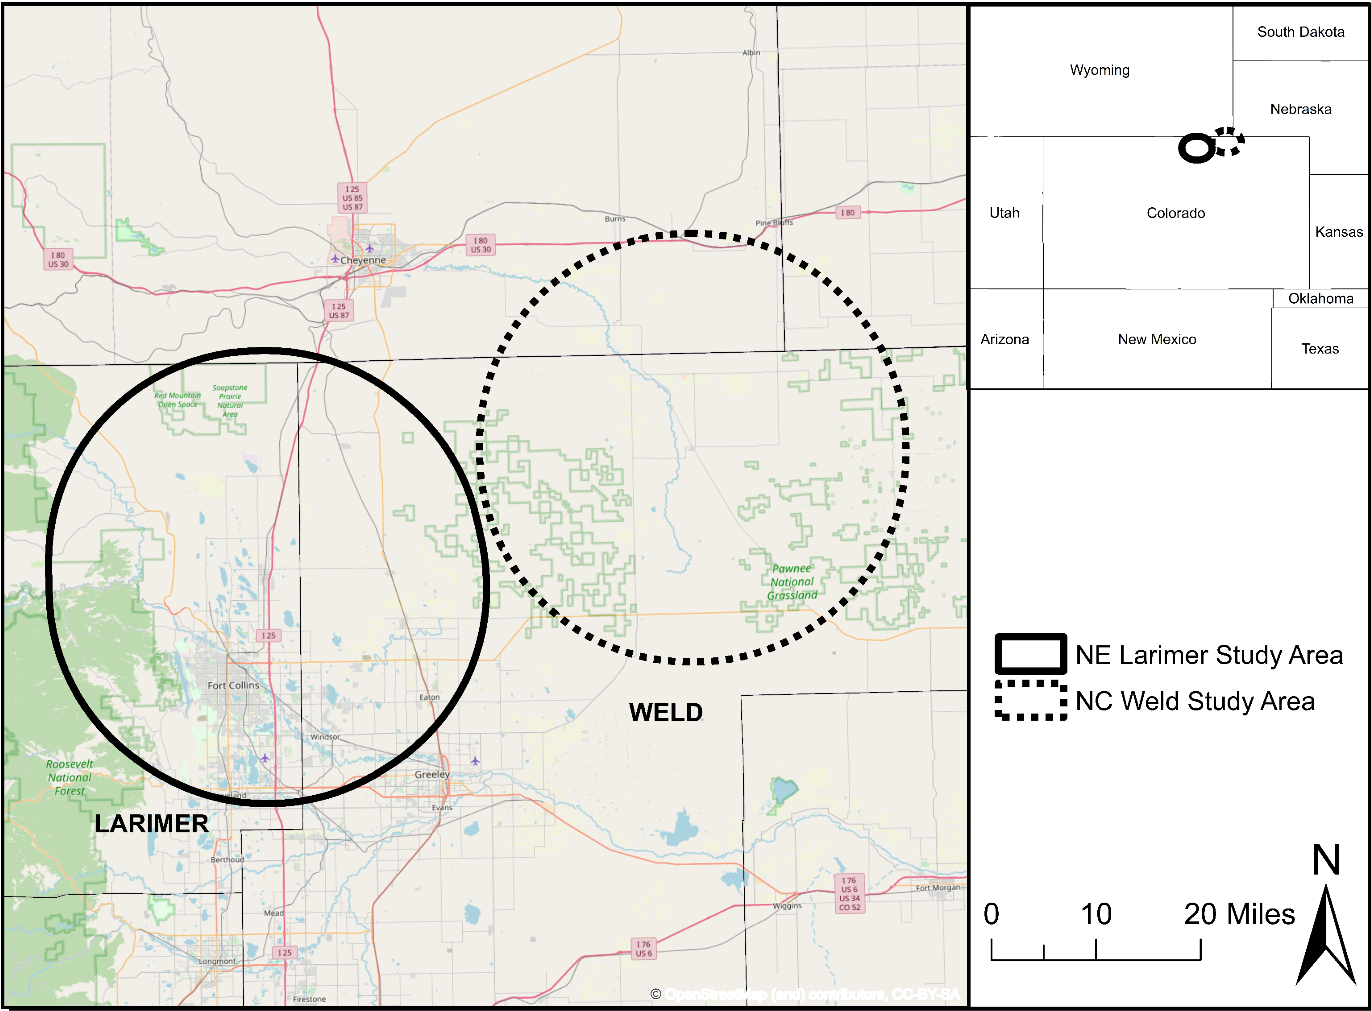 Albin
I 25
US 85
US 87
I 80
Burns
Pine Bluffs
I 80
US 30
I 80
US 30
Cheyenne
I 25
US 87
Red Mountain
Open Space
Soapstone
Prairie
Natural
Area
Pawnee
National
Grassland
I 25
Fort Collins
Eaton
WELD
Windsor
Roosevelt
National
Forest
Greeley
Evans
LARIMER
Berthoud
I 76
US 6
US 34
CO 52
Fort Morgan
Wiggins
Mead
I 25
I 76
US 6
Longmont
Firestone
© OpenStreetMap (and) contributors, CC-BY-SA
South Dakota
Wyoming
Nebraska
Utah
Colorado
Kansas
Oklahoma
Arizona
New Mexico
Texas
NE Larimer Study Area
NC Weld Study Area
N
0 10 20 Miles